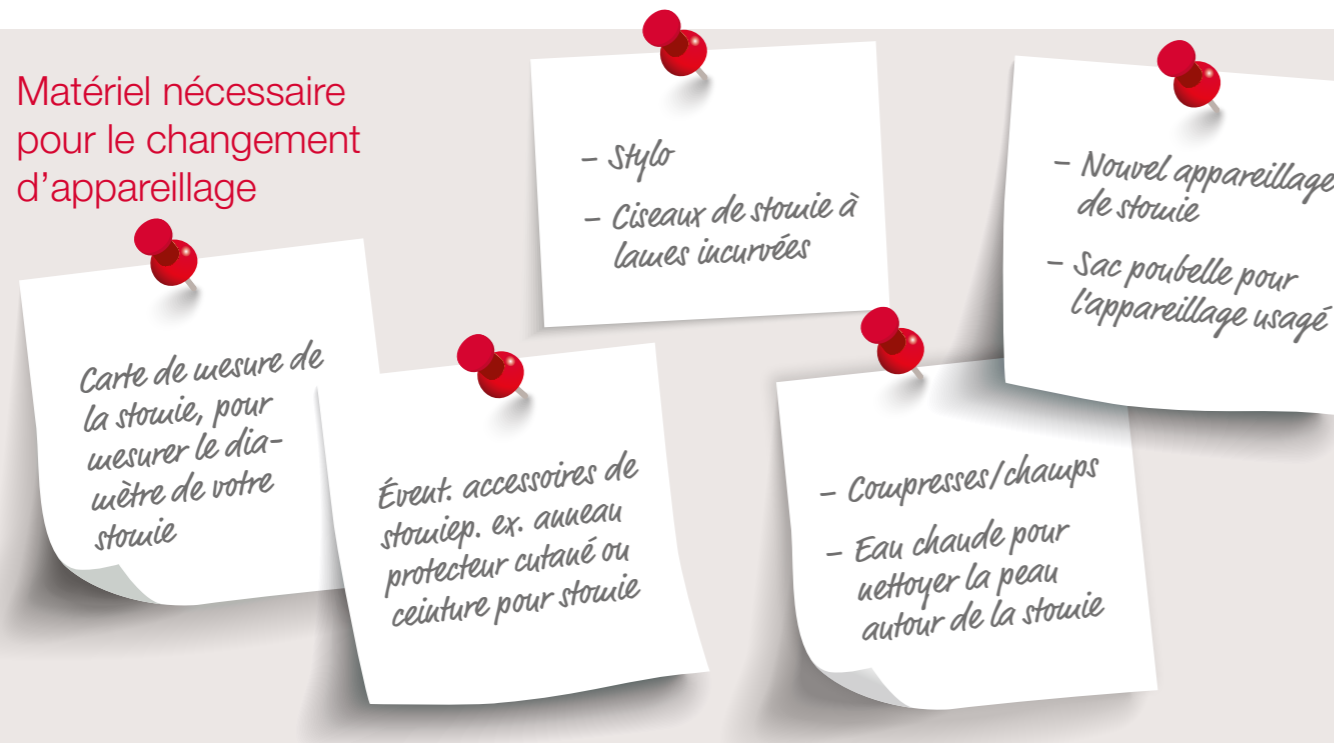 Matériel nécessaire
pour le changement
d'appareillage
Carte de mesure de
la stomie, pour
mesurer le dia-
mètre de votre
stomie
Évent. accessoires de
stomiep. ex. anneau
protecteur cutané ou
ceinture pour stomie
– Stylo
– Ciseaux de stomie à
lames incurvées
– Compresses/champs
– Eau chaude pour
nettoyer la peau
autour de la stomie
– Nouvel appareillage
de stomie
– Sac poubelle pour
l'appareillage usagé